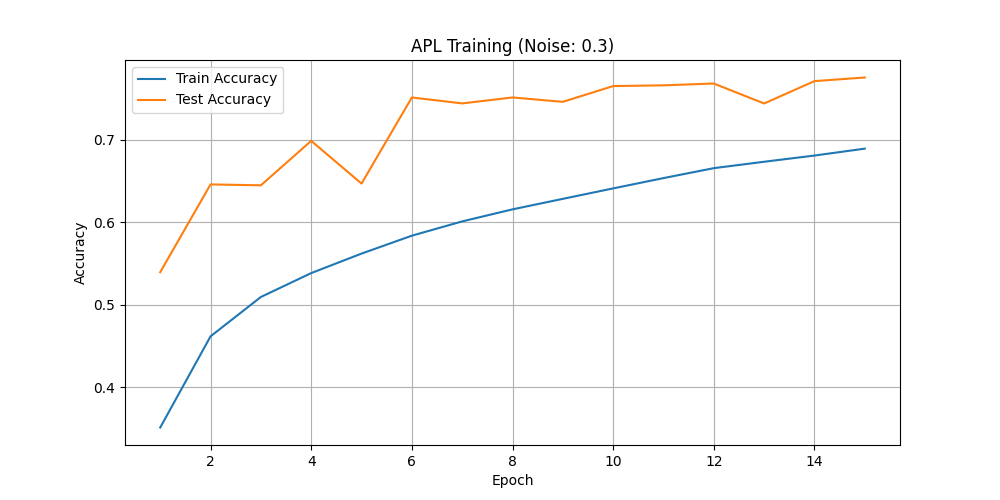 APL Training (Noise: 0.3)
Train Accuracy
Test Accuracy
Accuracy
0.7
0.6
0.5
0.4
2 4 6 8 10 12 14
Epoch